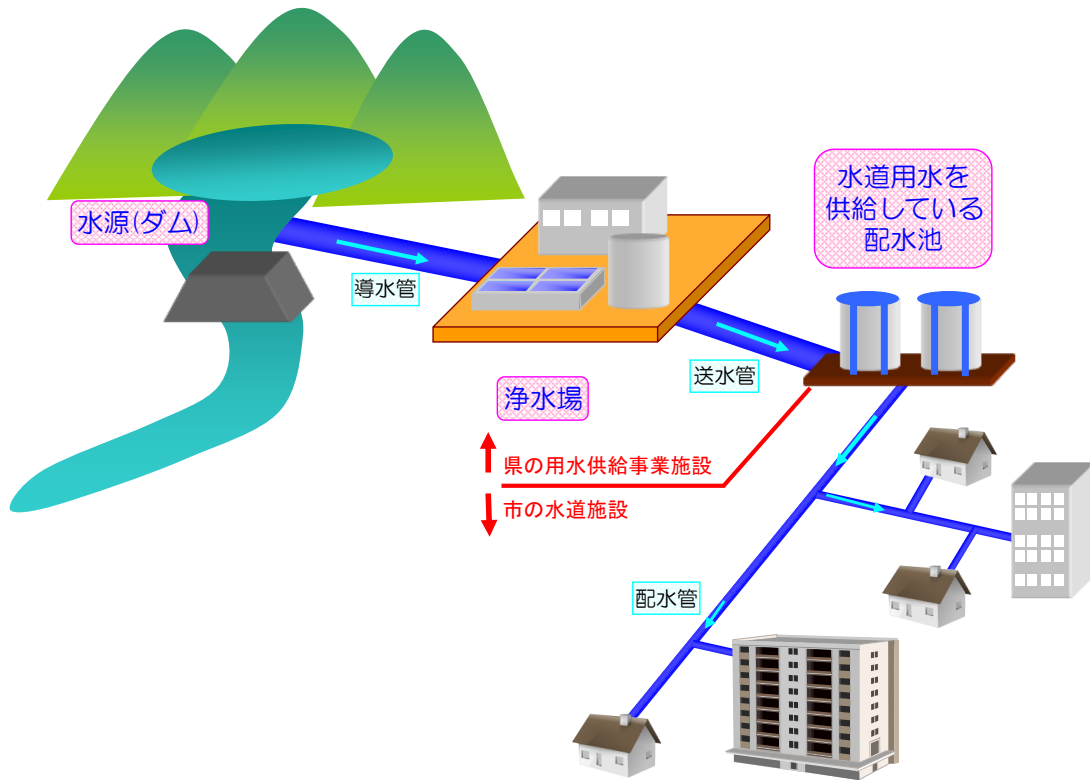 水源(ダム)
導水管
水道用水を
供給している
配水池
送水管
浄水場
県の用水供給事業施設
市の水道施設
配水管